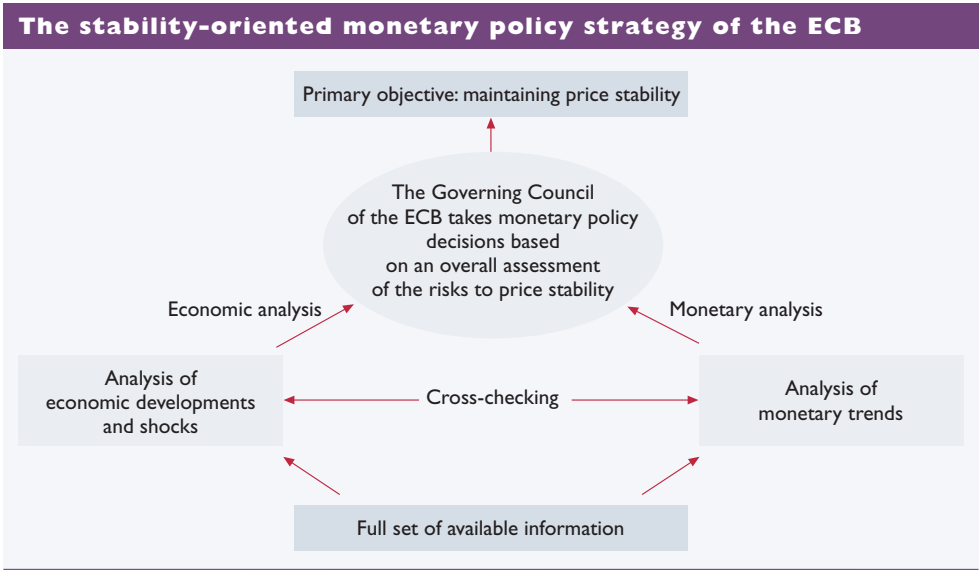 The stability-oriented monetary policy strategy of the ECB
Primary objective: maintaining price stability
The Governing Council
of the ECB takes monetary policy
decisions based
on an overall assessment
of the risks to price stability
Economic analysis
Monetary analysis
Analysis of
economic developments
and shocks
Cross-checking
Analysis of
monetary trends
Full set of available information